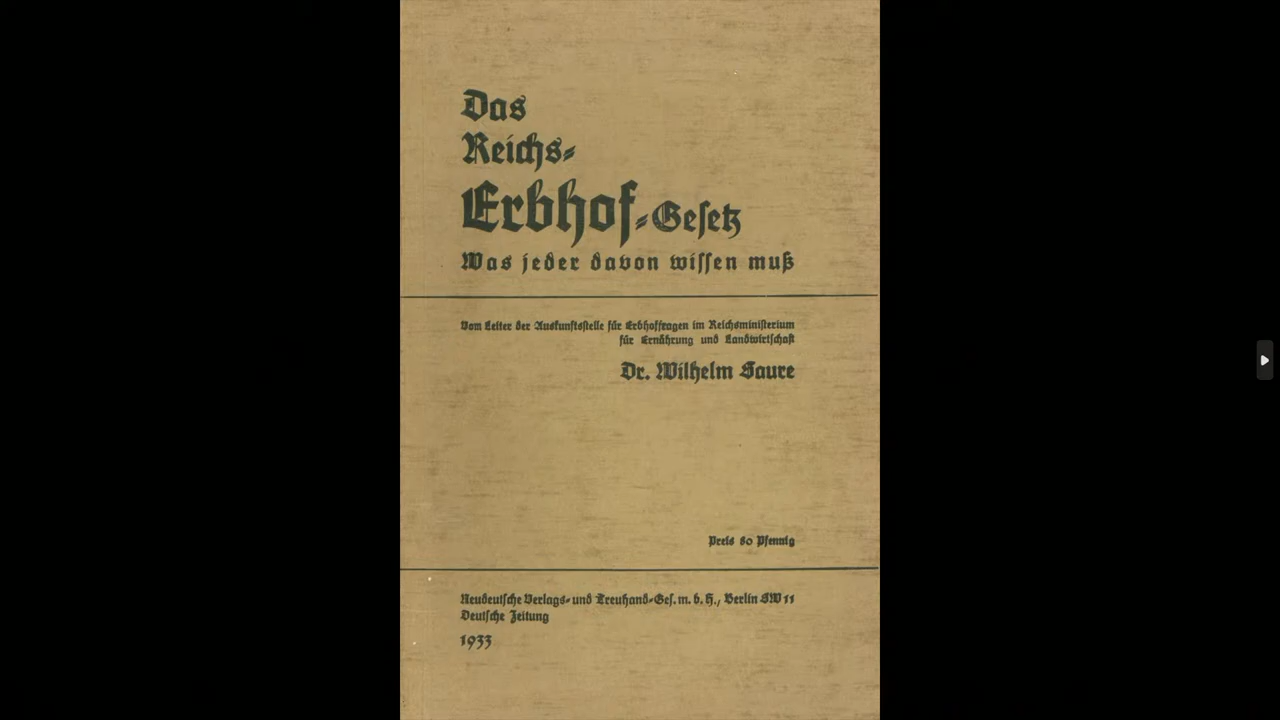 Das
Reichs-
Erbhof-Gesetz
Was jeder davon wissen muß
Vom Leiter der Auskunftsstelle für Erbhoffragen im Reichsministerium
für Ernährung und Landwirtschaft
Dr. Wilhelm Saure
Preis 80 Pfennig
Neudeutsche Verlags- und Treuhand-Ges. m. b. H., Berlin SW 11
Deutsche Zeitung
1933